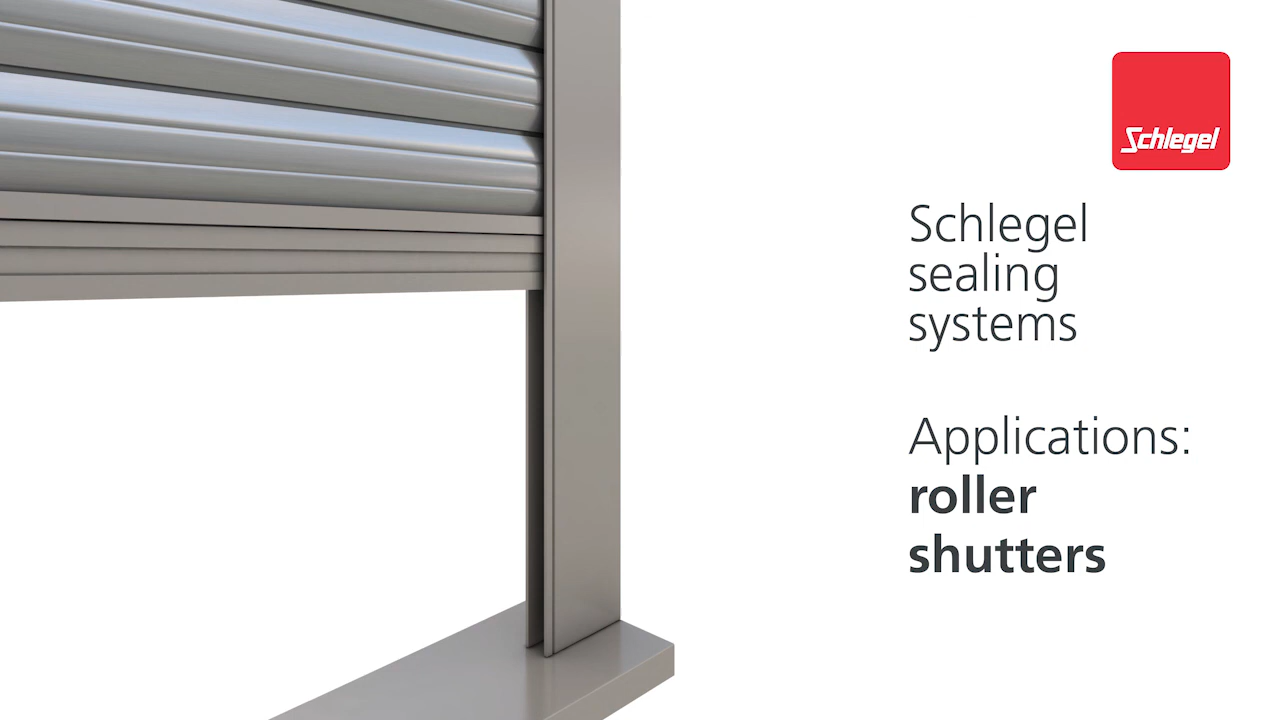 Schlegel
Schlegel
sealing
systems
Applications:
roller
shutters